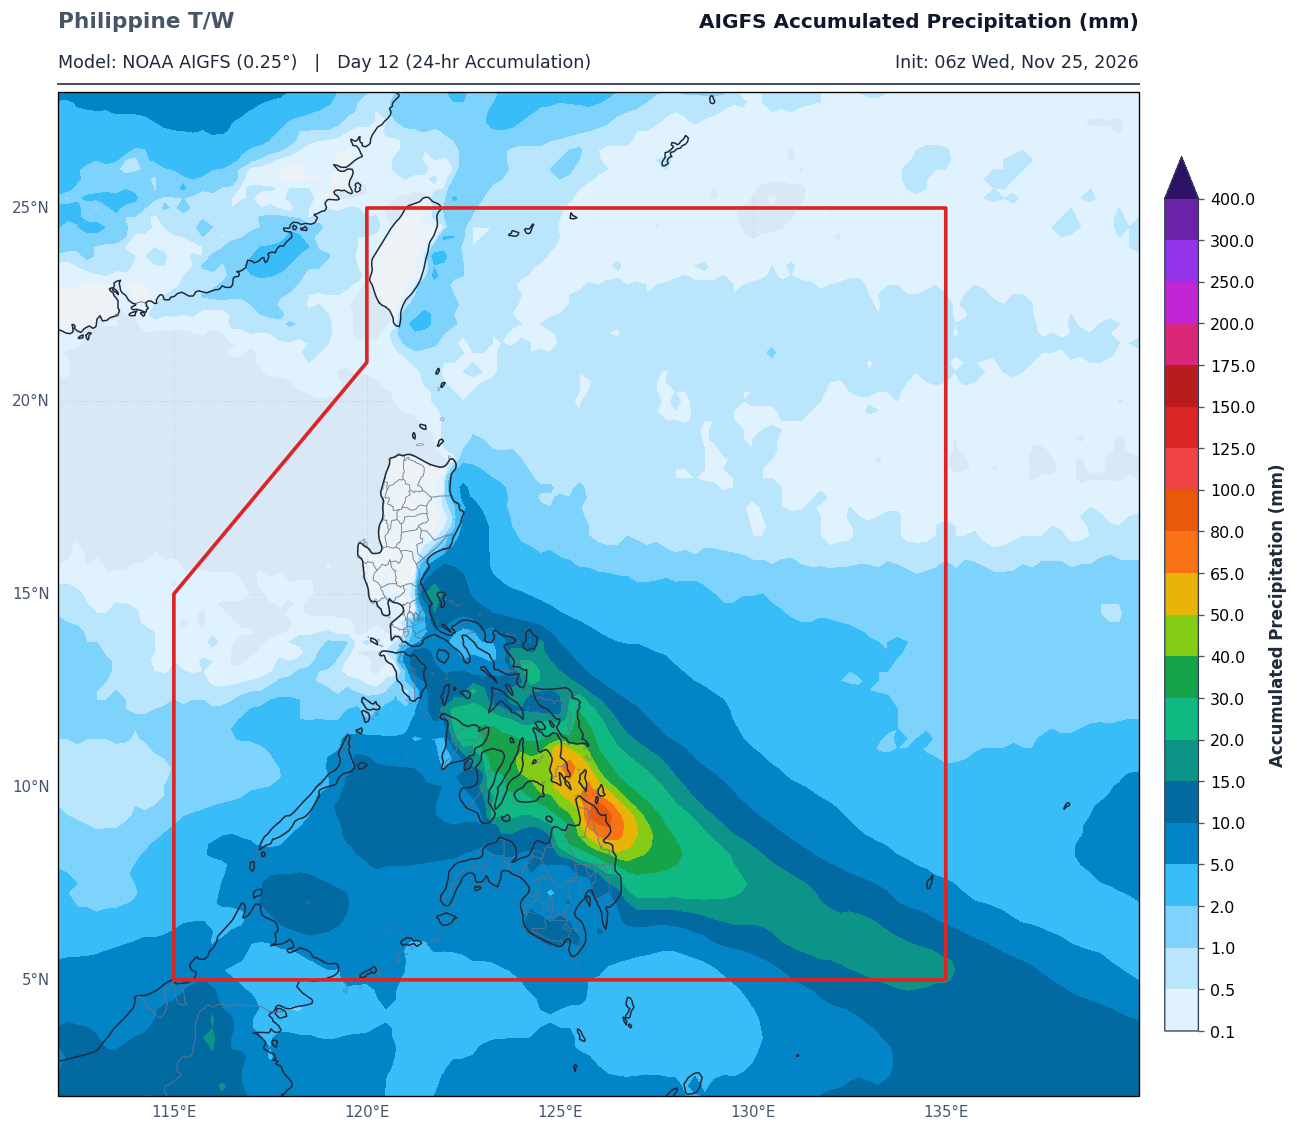 Philippine T/W
AIGFS Accumulated Precipitation (mm)
Model: NOAA AIGFS (0.25°)   |   Day 12 (24-hr Accumulation)
Init: 06z Wed, Nov 25, 2026
25°N
20°N
15°N
10°N
5°N
115°E
120°E
125°E
130°E
135°E
400.0
300.0
250.0
200.0
175.0
150.0
125.0
100.0
80.0
65.0
50.0
40.0
30.0
20.0
15.0
10.0
5.0
2.0
1.0
0.5
0.1
Accumulated Precipitation (mm)